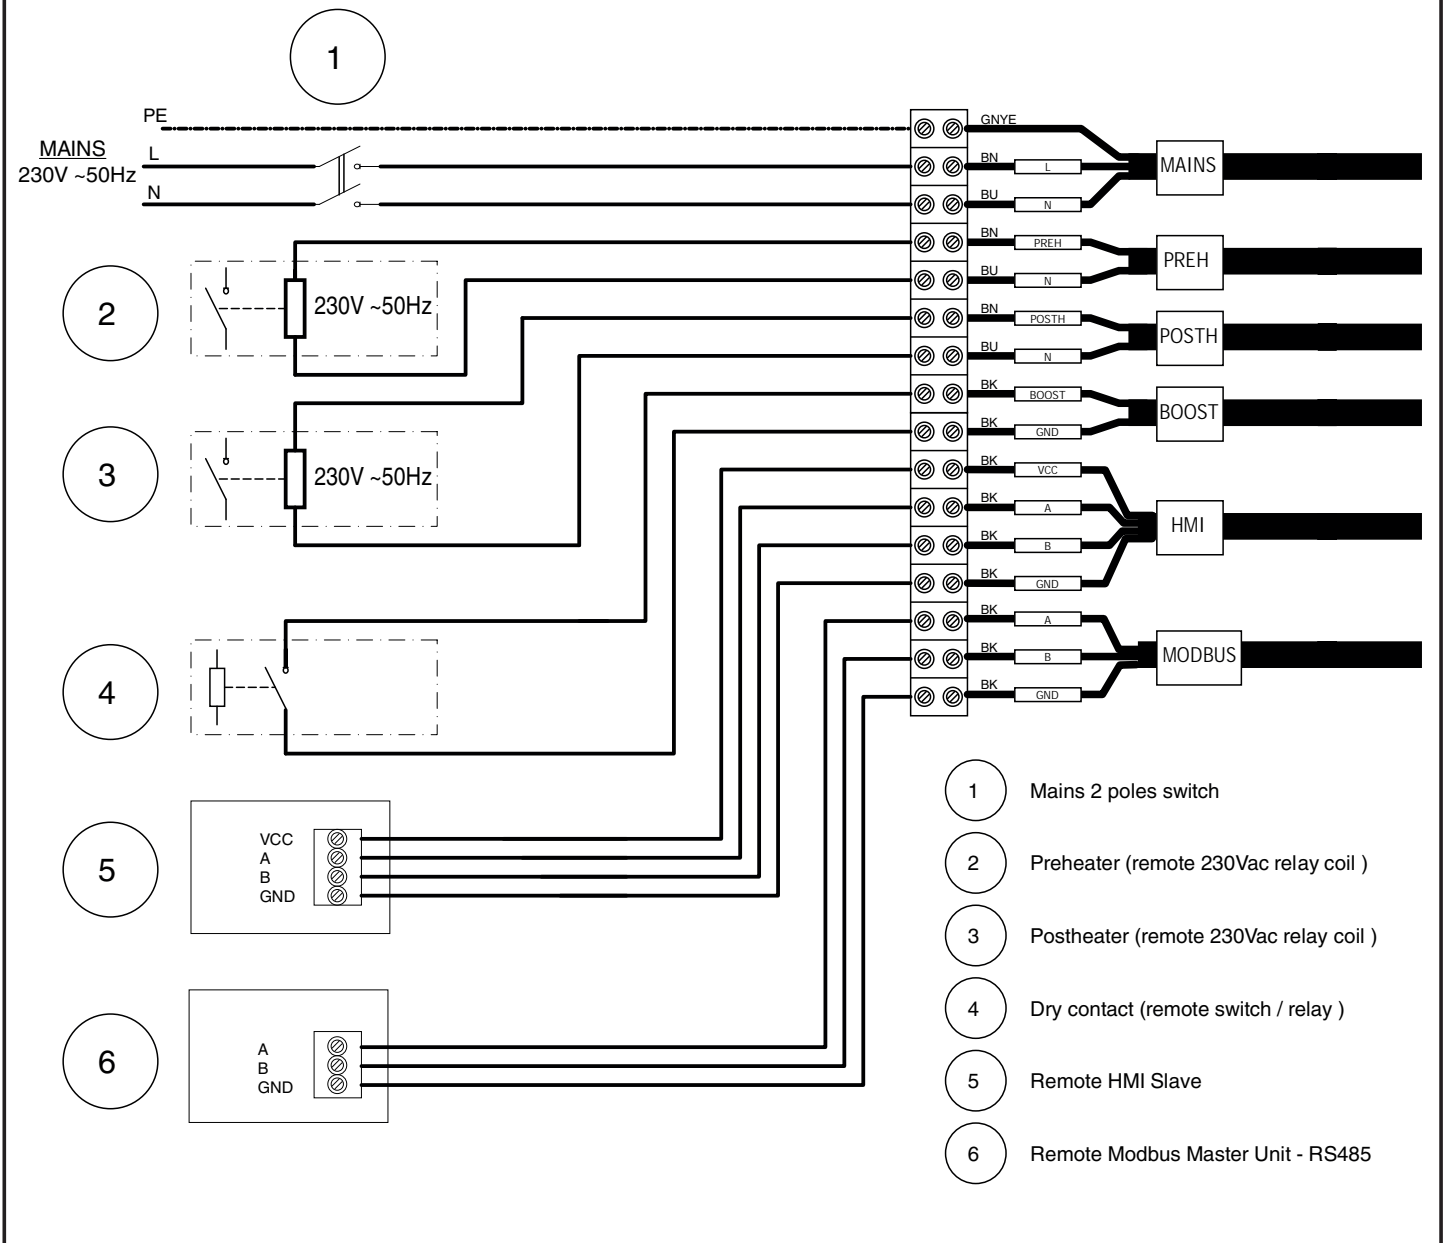 1
PE
MAINS
230V ~50Hz
L
N
GNYE
BN
L
BU
N
MAINS
BN
PREH
BU
N
PREH
BN
POSTH
BU
N
POSTH
BK
BOOST
BK
GND
BOOST
BK
VCC
BK
A
BK
B
BK
GND
HMI
BK
A
BK
B
BK
GND
MODBUS
2
230V ~50Hz
3
230V ~50Hz
4
5
VCC
A
B
GND
6
A
B
GND
1 Mains 2 poles switch
2 Preheater (remote 230Vac relay coil )
3 Postheater (remote 230Vac relay coil )
4 Dry contact (remote switch / relay )
5 Remote HMI Slave
6 Remote Modbus Master Unit - RS485